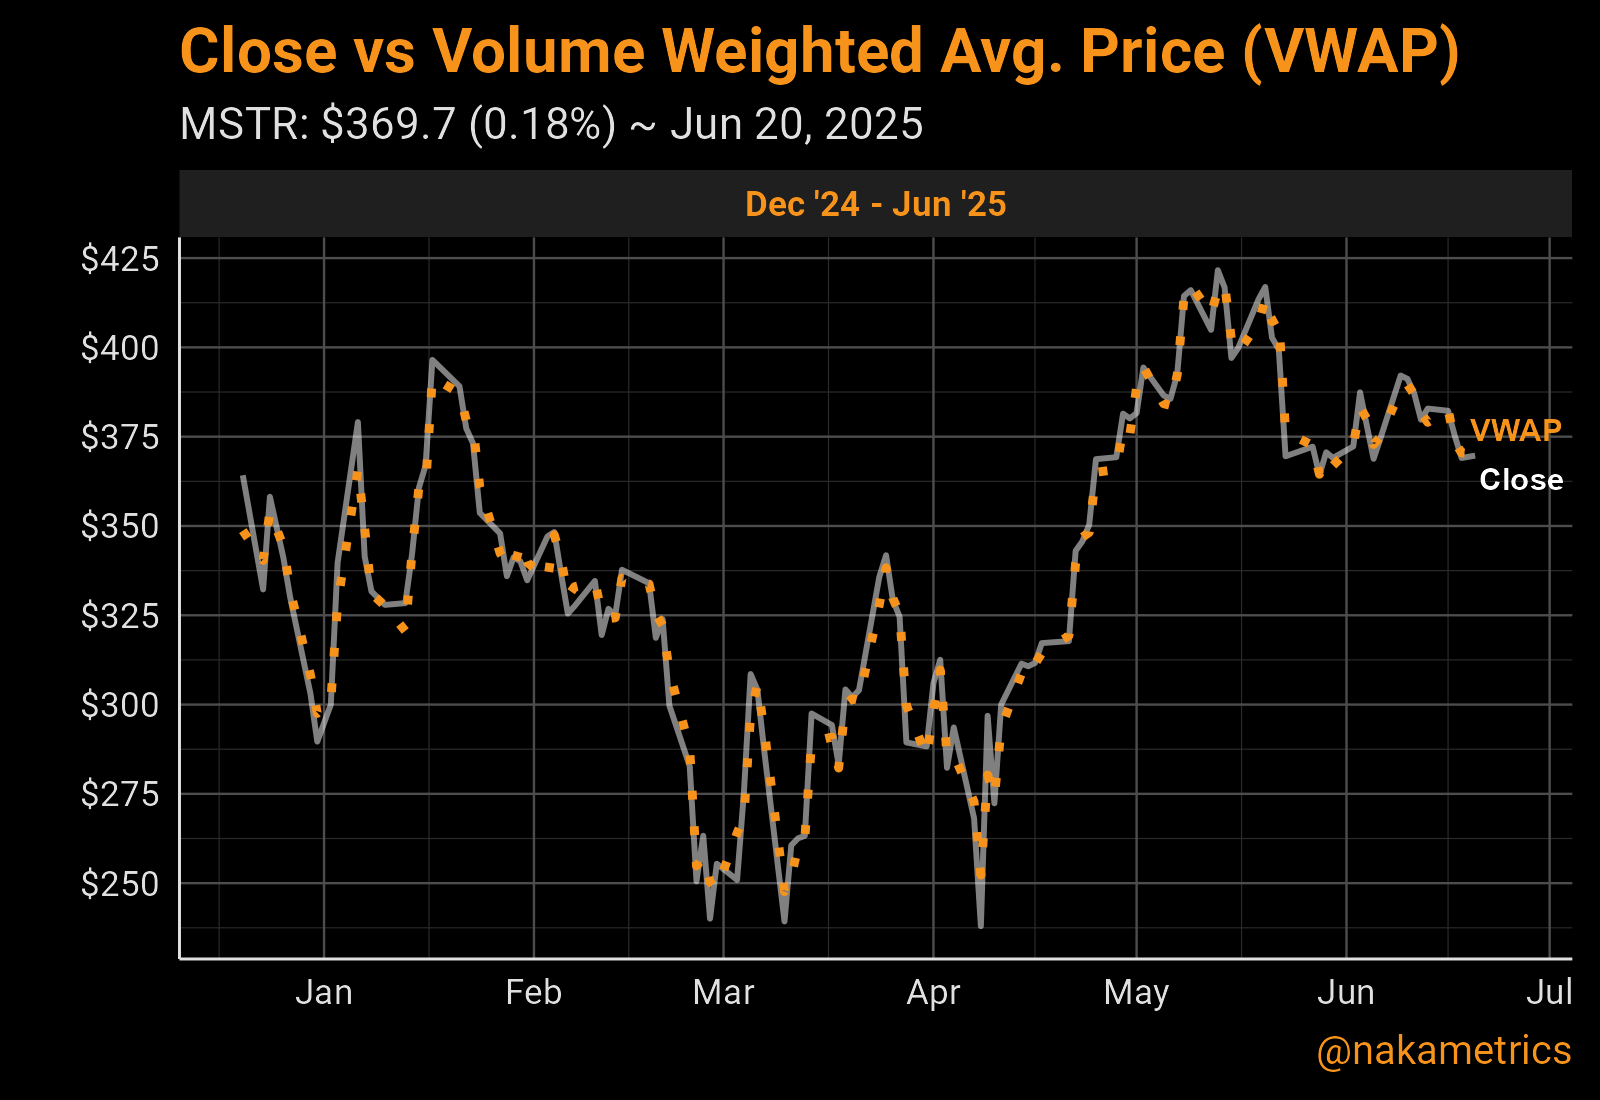 Close vs Volume Weighted Avg. Price (VWAP)
MSTR: $369.7 (0.18%) ~ Jun 20, 2025
Dec '24 - Jun '25
$425
$400
$375
$350
$325
$300
$275
$250
VWAP
Close
Jan Feb Mar Apr May Jun Jul
@nakametrics